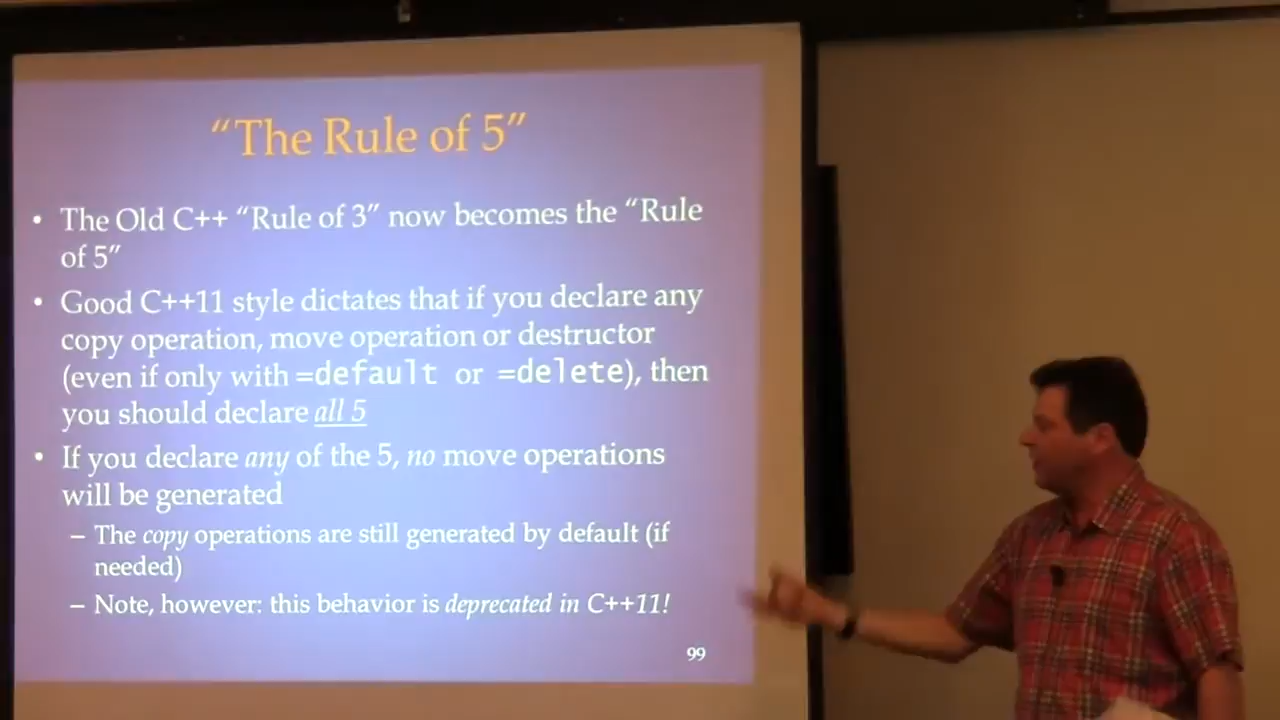 “The Rule of 5”
• The Old C++ “Rule of 3” now becomes the “Rule
of 5”
• Good C++11 style dictates that if you declare any
copy operation, move operation or destructor
(even if only with =default or =delete), then
you should declare all 5
• If you declare any of the 5, no move operations
will be generated
– The copy operations are still generated by default (if
needed)
– Note, however: this behavior is deprecated in C++11!
99